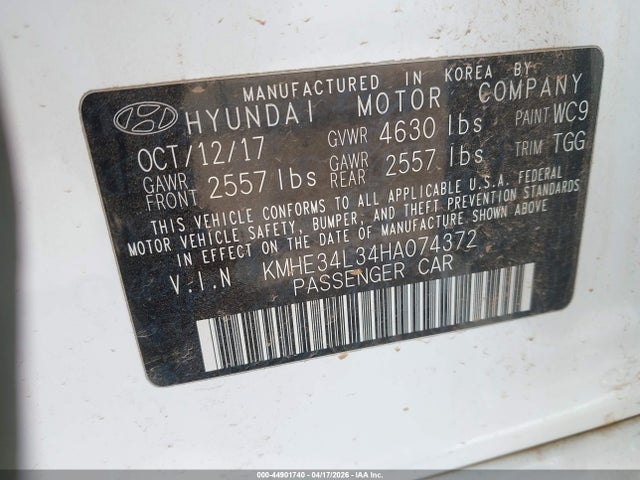 MANUFACTURED IN KOREA BY
HYUNDAI MOTOR COMPANY
OCT/12/17 GVWR 4630 lbs PAINT WC9
GAWR FRONT 2557 lbs GAWR REAR 2557 lbs TRIM TGG
THIS VEHICLE CONFORMS TO ALL APPLICABLE U.S.A. FEDERAL
MOTOR VEHICLE SAFETY, BUMPER, AND THEFT PREVENTION STANDARDS
IN EFFECT ON THE DATE OF MANUFACTURE SHOWN ABOVE.
V.I.N KMHE34L34HA074372
PASSENGER CAR
000-44901740 - 04/17/2026 - ©Copyright IAA, Inc.